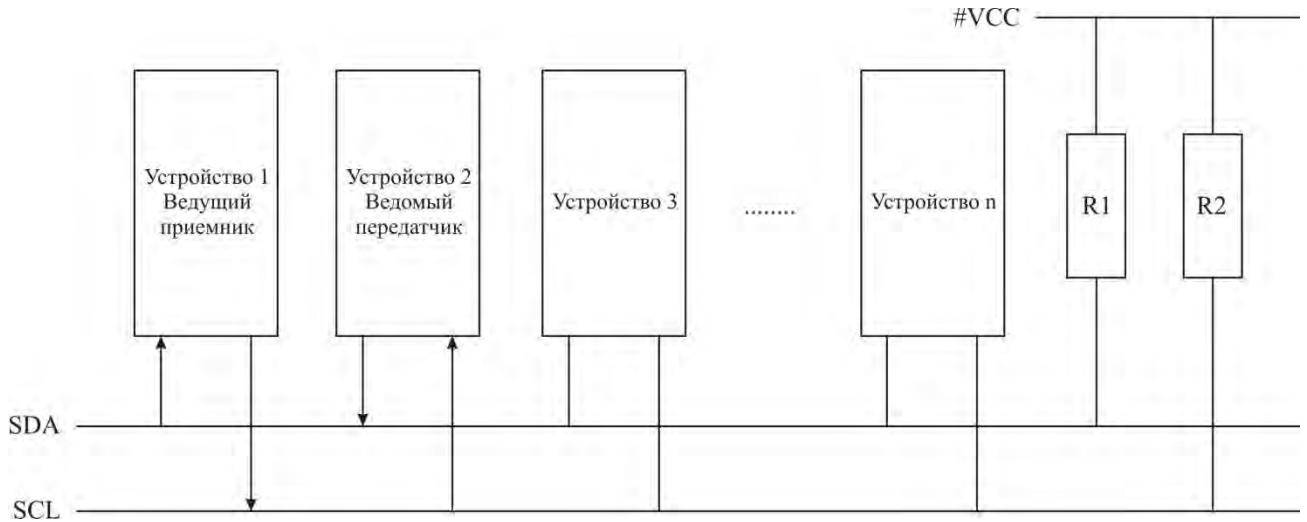 #VCC
Устройство 1
Ведущий
приемник
Устройство 2
Ведомый
передатчик
Устройство 3
........
Устройство n
R1
R2
SDA
SCL